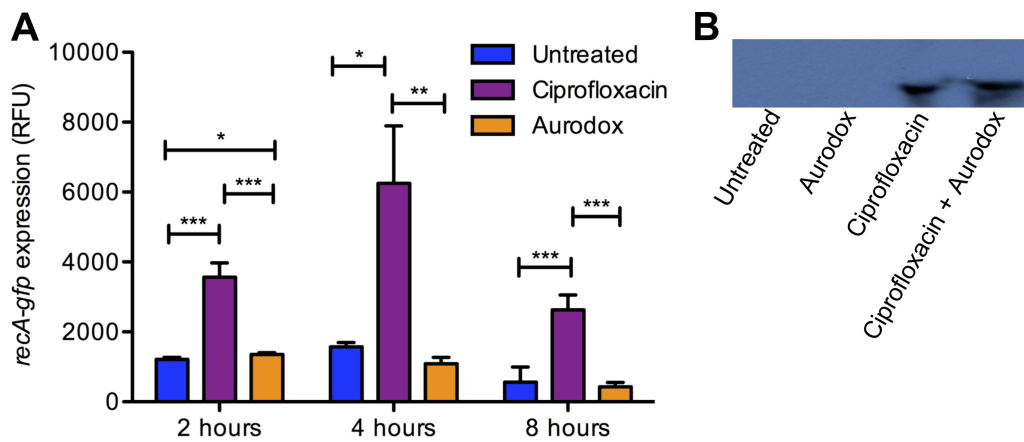 A
B
recA-gfp expression (RFU)
10000
8000
6000
4000
2000
0
Untreated
Ciprofloxacin
Aurodox
*
***
***
*
**
***
***
2 hours
4 hours
8 hours
Untreated
Aurodox
Ciprofloxacin
Ciprofloxacin + Aurodox